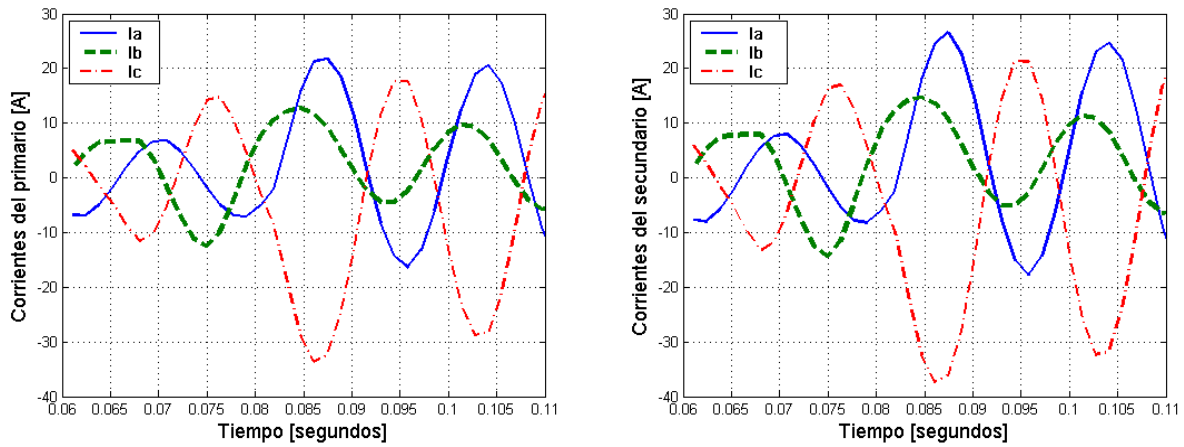 Corrientes del primario [A]
Ia
Ib
Ic
30
20
10
0
-10
-20
-30
-40
0.06 0.065 0.07 0.075 0.08 0.085 0.09 0.095 0.1 0.105 0.11
Tiempo [segundos]
Corrientes del secundario [A]
Ia
Ib
Ic
30
20
10
0
-10
-20
-30
-40
0.06 0.065 0.07 0.075 0.08 0.085 0.09 0.095 0.1 0.105 0.11
Tiempo [segundos]